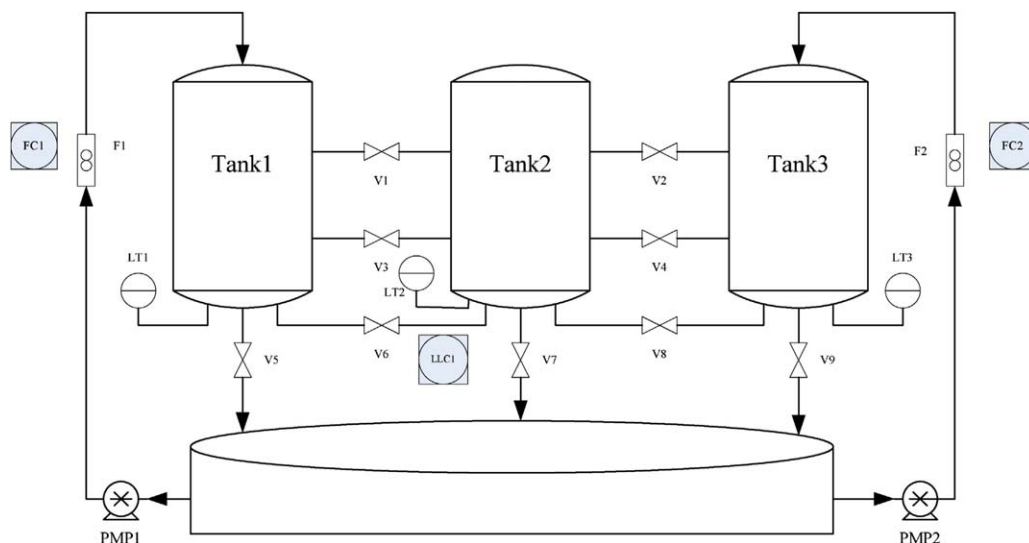 FC1
F1
Tank1
V1
Tank2
V2
Tank3
F2
FC2
LT1
V3
LT2
V4
LT3
V5
V6
LLC1
V7
V8
V9
PMP1
PMP2